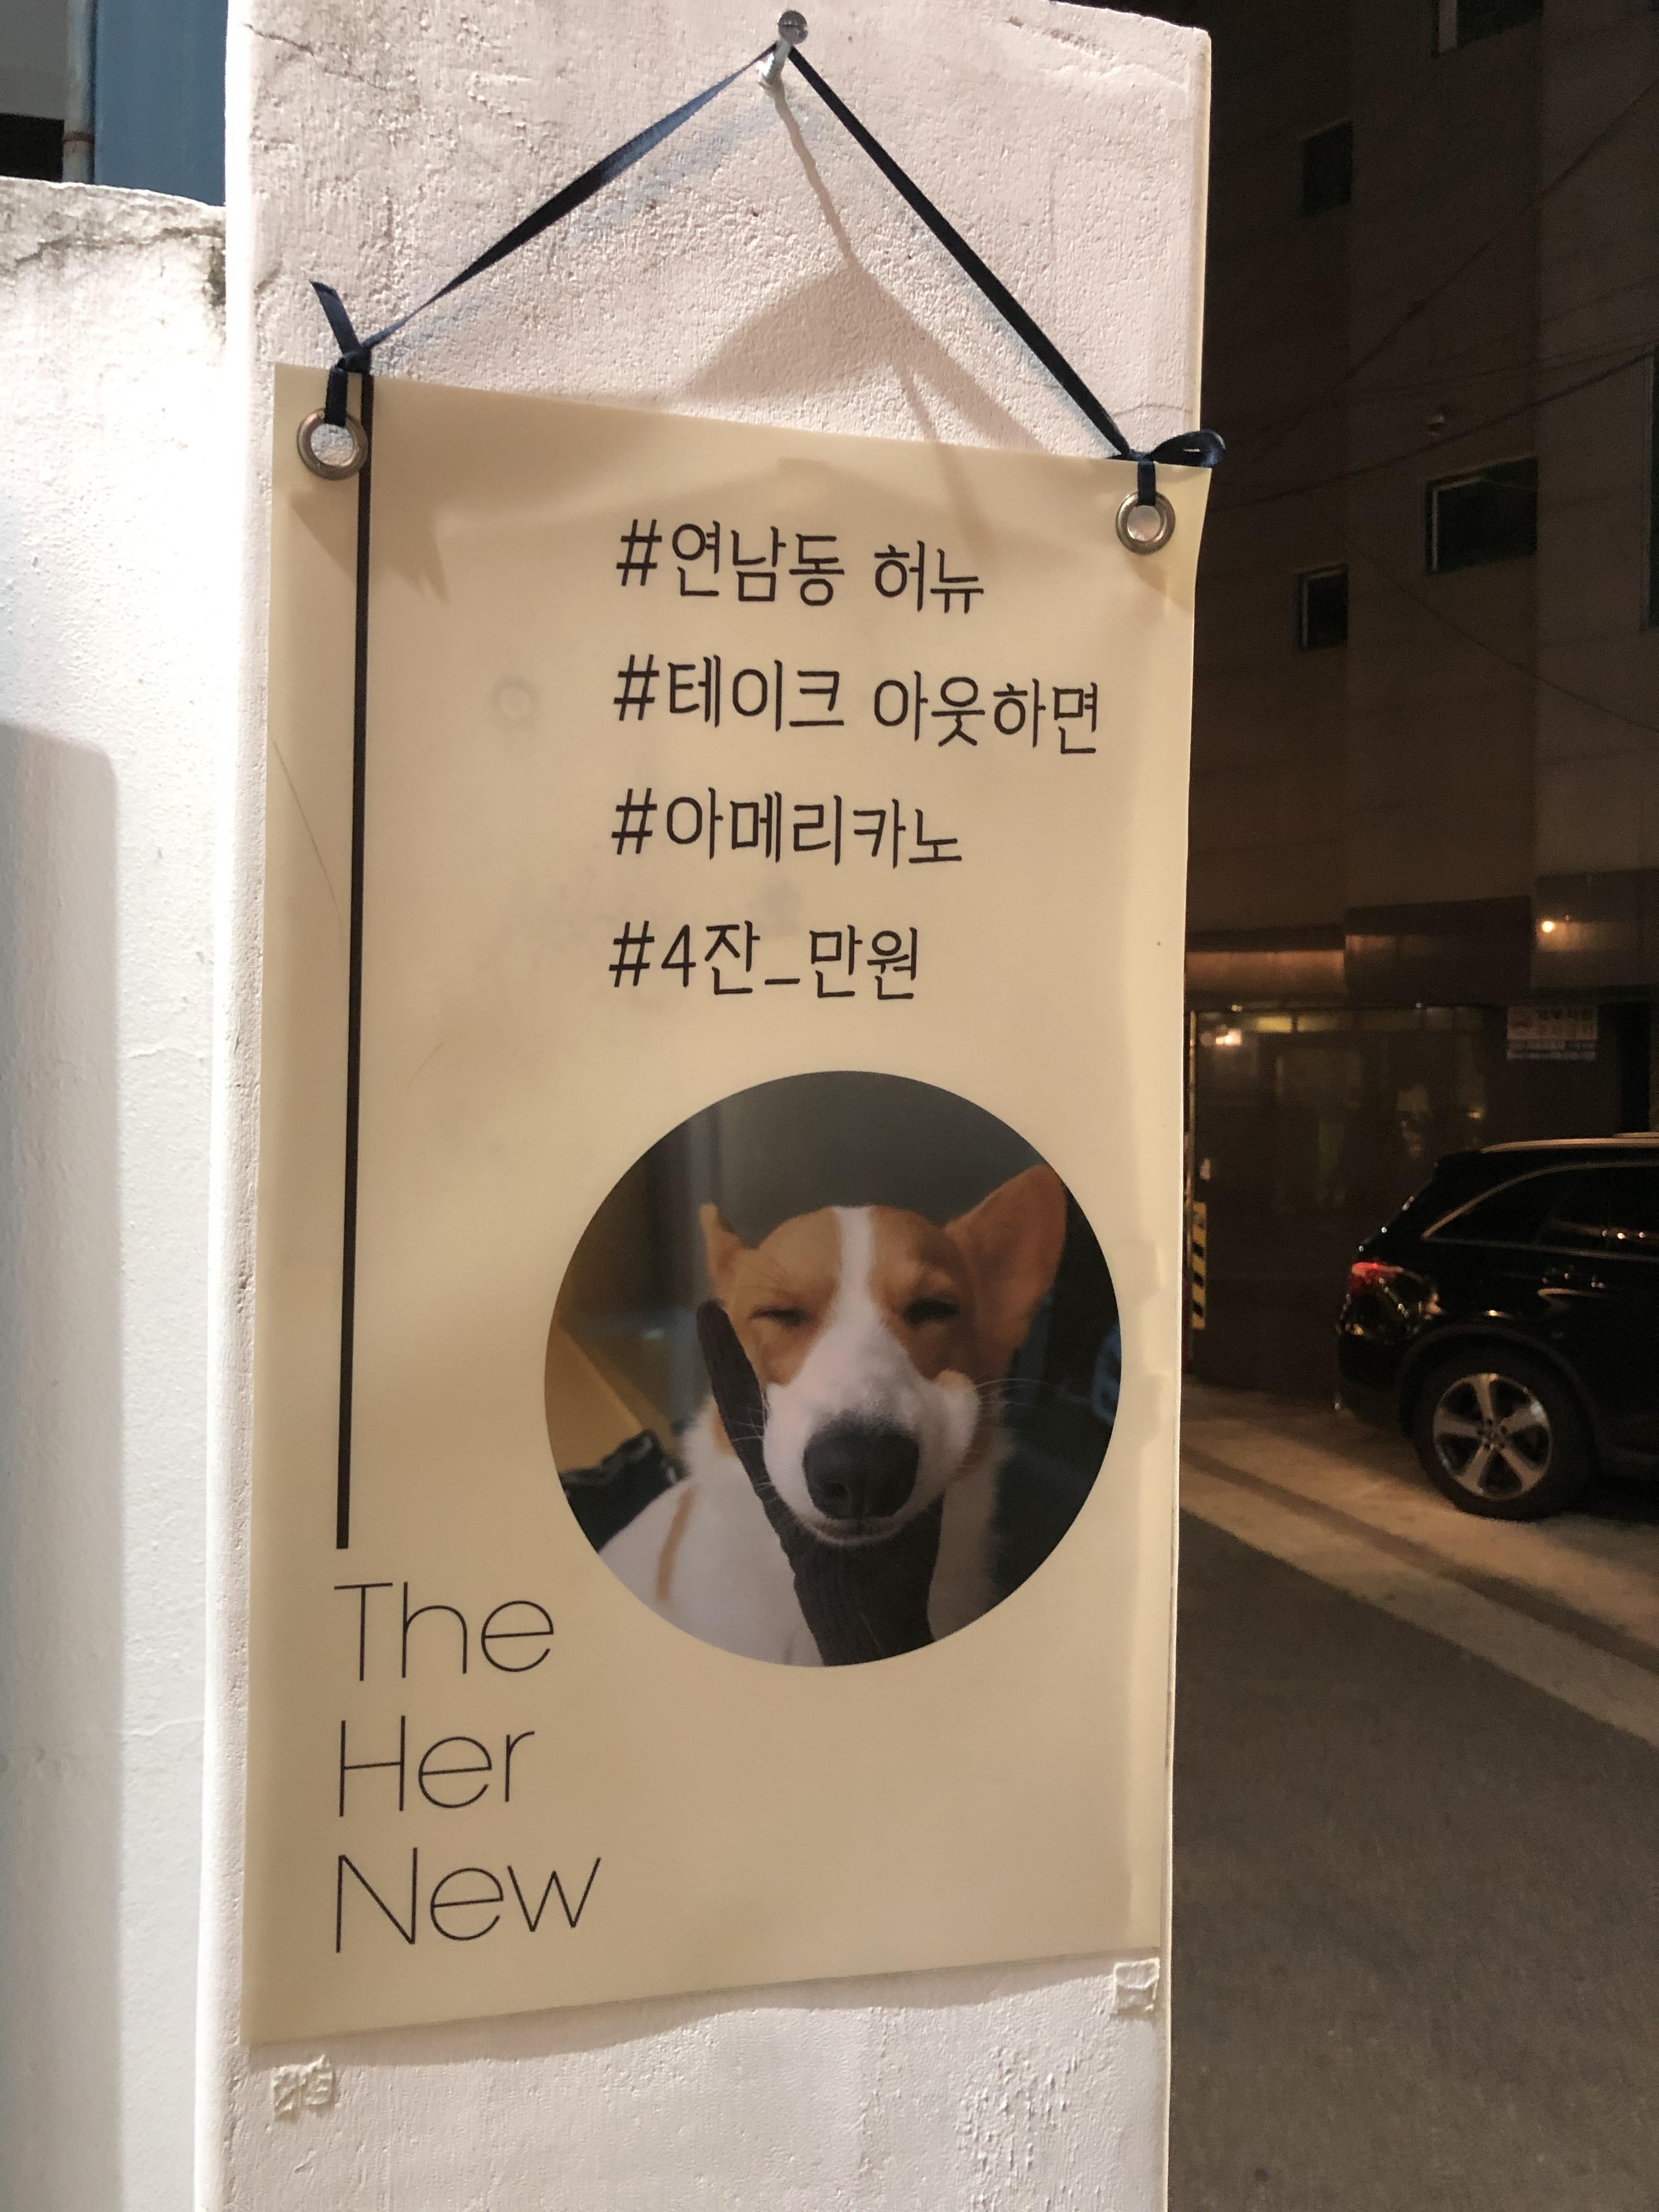 #연남동 허뉴
#테이크 아웃하면
#아메리카노
#4잔_만원
The
Her
New